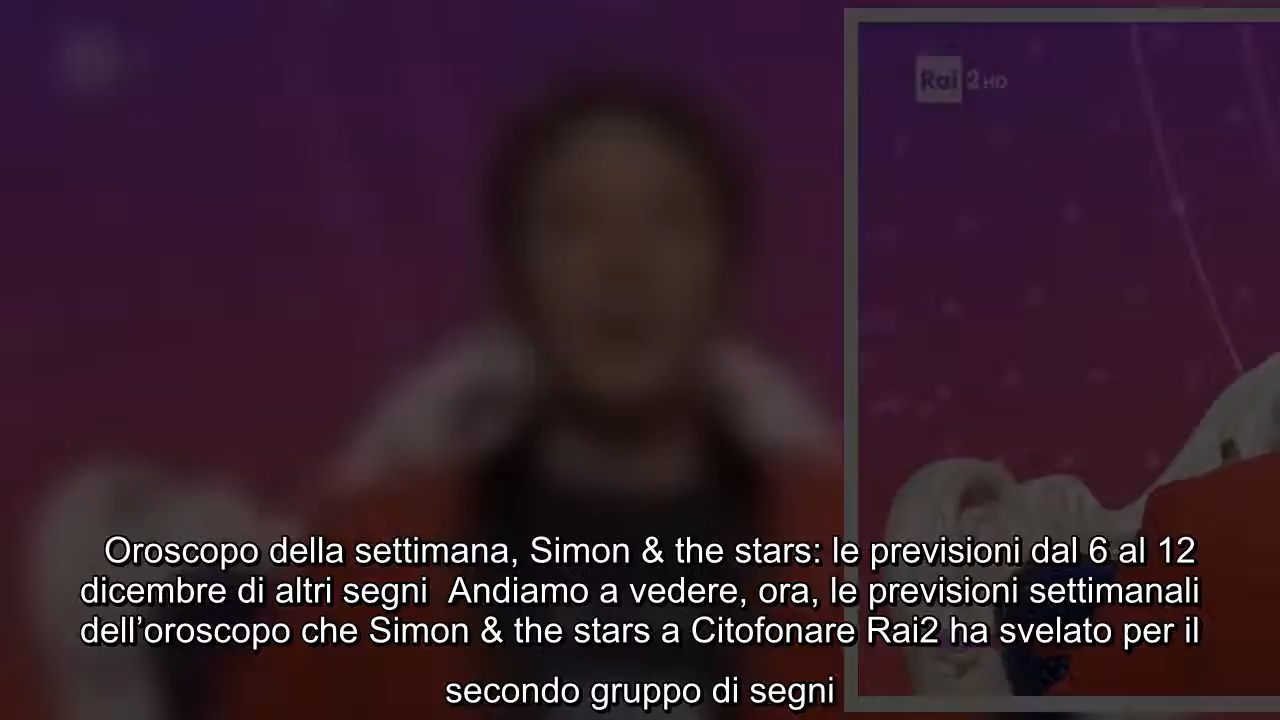 Rai 2 HD
Oroscopo della settimana, Simon & the stars: le previsioni dal 6 al 12
dicembre di altri segni  Andiamo a vedere, ora, le previsioni settimanali
dell’oroscopo che Simon & the stars a Citofonare Rai2 ha svelato per il
secondo gruppo di segni